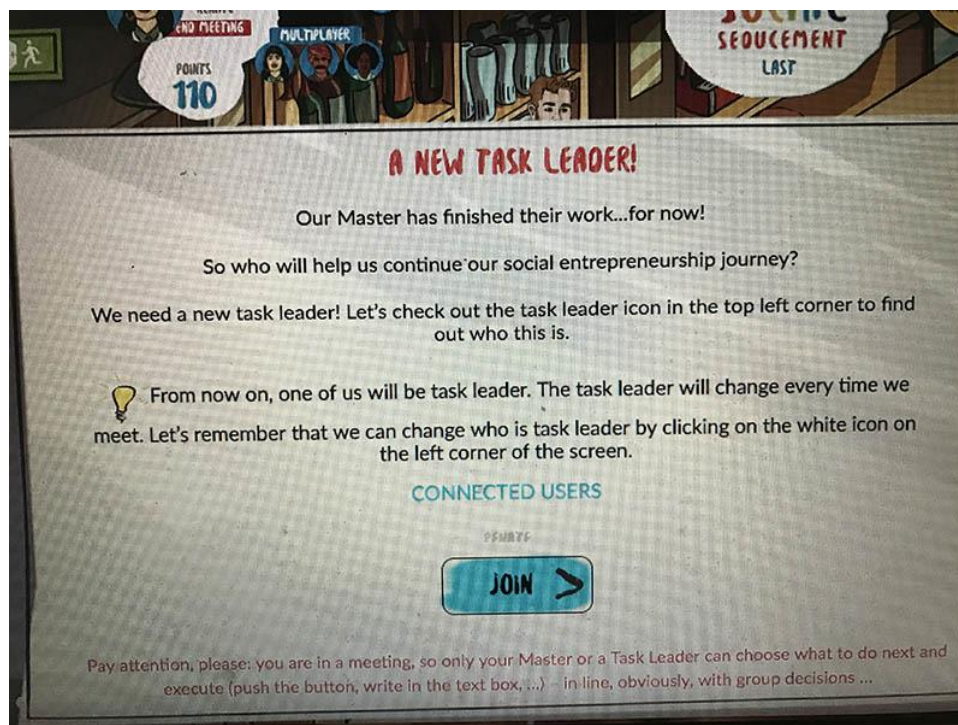 END MEETING
MULTIPLAYER
POINTS
110
SEDUCEMENT
LAST
A NEW TASK LEADER!
Our Master has finished their work...for now!
So who will help us continue our social entrepreneurship journey?
We need a new task leader! Let's check out the task leader icon in the top left corner to find
out who this is.
From now on, one of us will be task leader. The task leader will change every time we
meet. Let's remember that we can change who is task leader by clicking on the white icon on
the left corner of the screen.
CONNECTED USERS
JOIN >
Pay attention, please: you are in a meeting, so only your Master or a Task Leader can choose what to do next and
execute (push the button, write in the text box, ...) – in line, obviously, with group decisions ...